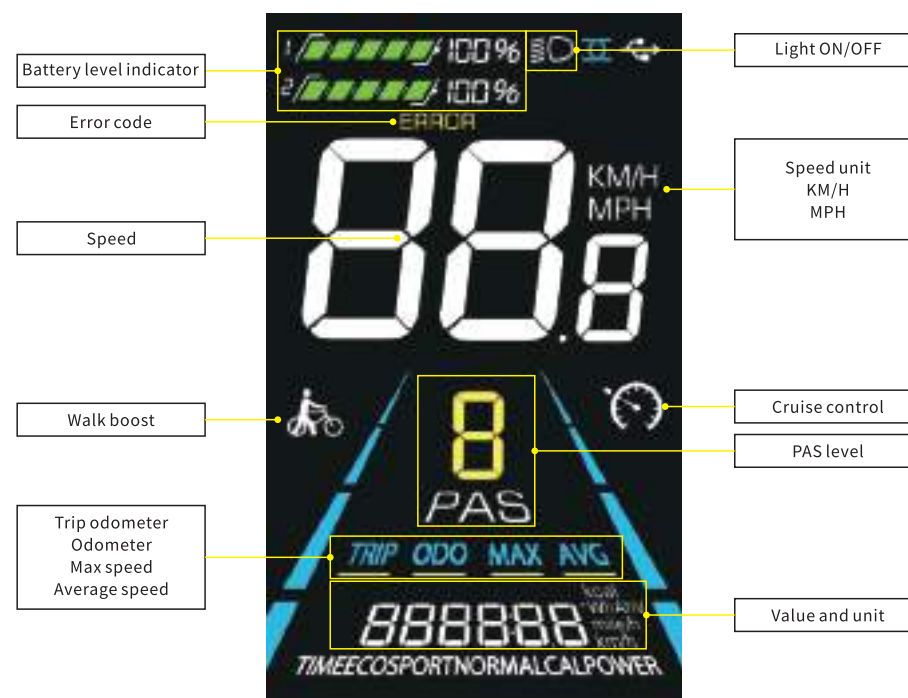 Battery level indicator
Error code
Speed
Walk boost
Trip odometer
Odometer
Max speed
Average speed
1 100%
2 100%
ERROR
88.8
KM/H
MPH
8
PAS
TRIP ODO MAX AVG
888888
TIMEECOSPORTNORMALCALPOWER
Light ON/OFF
Speed unit
KM/H
MPH
Cruise control
PAS level
Value and unit